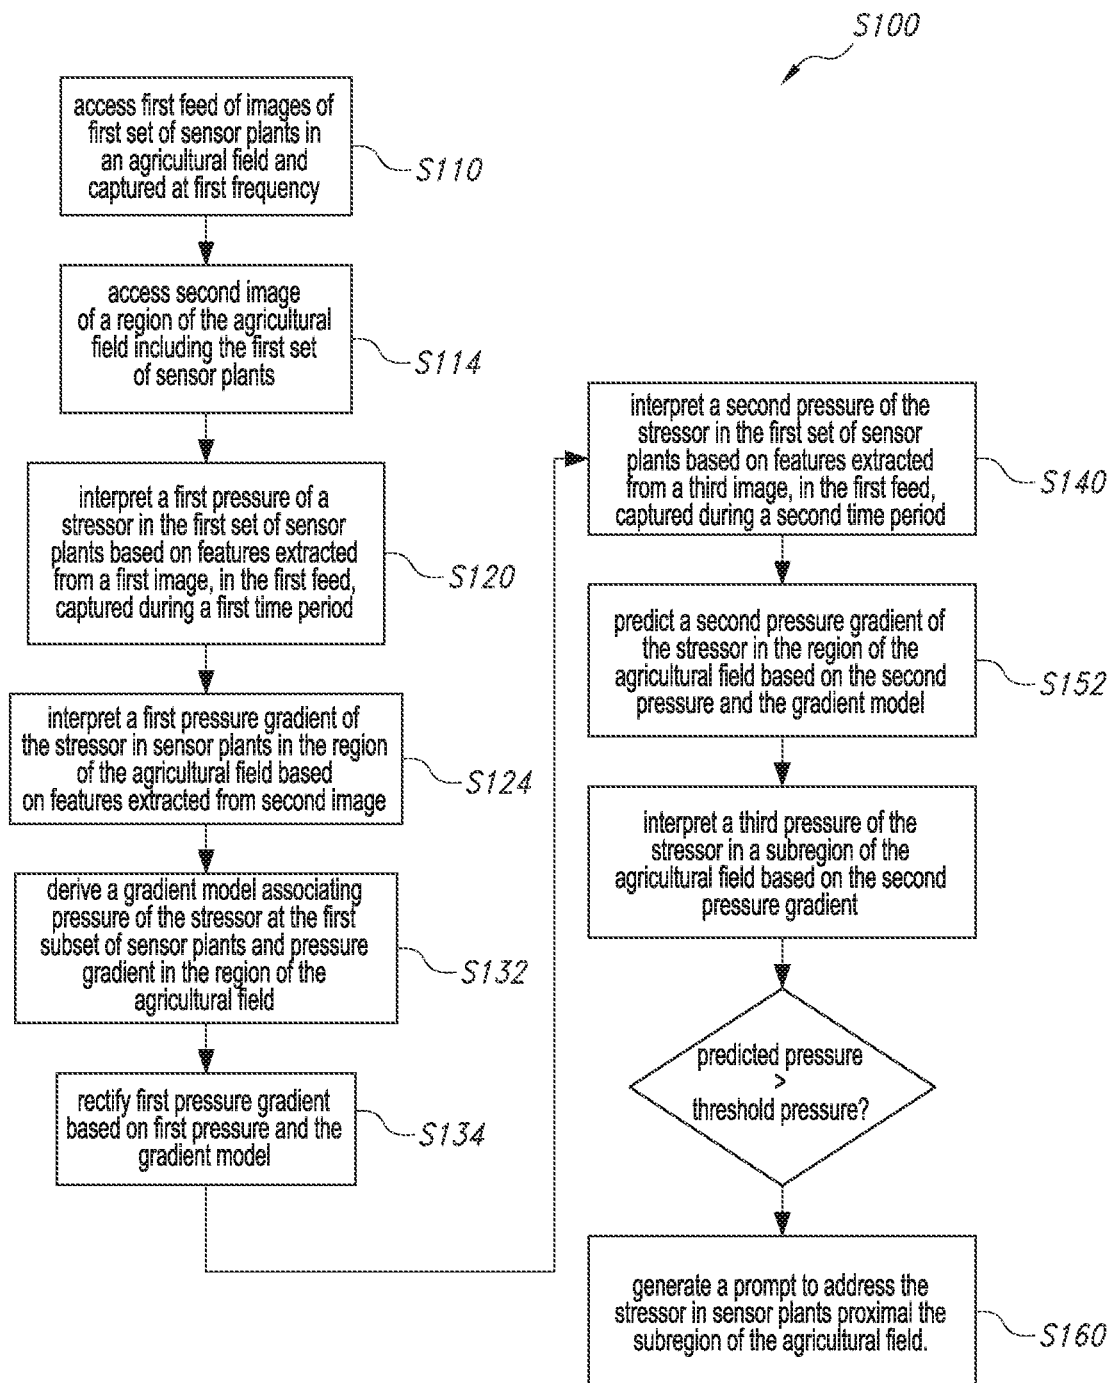 S100
access first feed of images of
first set of sensor plants in
an agricultural field and
captured at first frequency
S110
access second image
of a region of the agricultural
field including the first set
of sensor plants
S114
interpret a first pressure of a
stressor in the first set of sensor
plants based on features extracted
from a first image, in the first feed,
captured during a first time period
S120
interpret a first pressure gradient of
the stressor in sensor plants in the region
of the agricultural field based
on features extracted from second image
S124
derive a gradient model associating
pressure of the stressor at the first
subset of sensor plants and pressure
gradient in the region of the
agricultural field
S132
rectify first pressure gradient
based on first pressure and the
gradient model
S134
interpret a second pressure of the
stressor in the first set of sensor
plants based on features extracted
from a third image, in the first feed,
captured during a second time period
S140
predict a second pressure gradient of
the stressor in the region of the
agricultural field based on the second
pressure and the gradient model
S152
interpret a third pressure of the
stressor in a subregion of the
agricultural field based on the second
pressure gradient
predicted pressure
>
threshold pressure?
generate a prompt to address the
stressor in sensor plants proximal the
subregion of the agricultural field.
S160